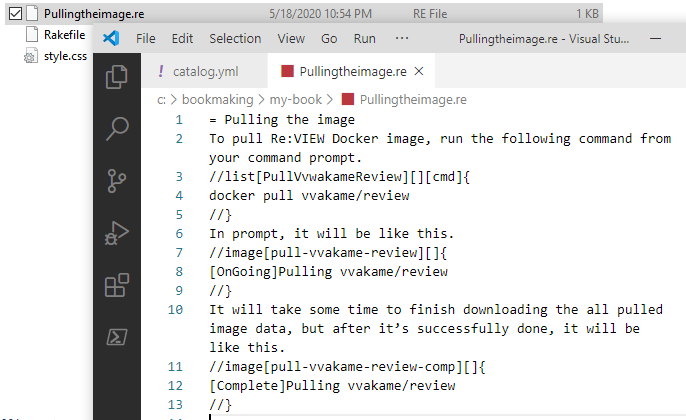 Pullingtheimage.re 5/18/2020 10:54 PM RE File 1 KB
Rakefile
style.css
File Edit Selection View Go Run ··· Pullingtheimage.re - Visual Stu...
! catalog.yml Pullingtheimage.re ×
c: > bookmaking > my-book > Pullingtheimage.re
1 = Pulling the image
2 To pull Re:VIEW Docker image, run the following command from
your command prompt.
3 //list[PullVvwakameReview][][cmd]{
4 docker pull vvakame/review
5 //}
6 In prompt, it will be like this.
7 //image[pull-vvakame-review][]{
8 [OnGoing]Pulling vvakame/review
9 //}
10 It will take some time to finish downloading the all pulled
image data, but after it’s successfully done, it will be
like this.
11 //image[pull-vvakame-review-comp][]{
12 [Complete]Pulling vvakame/review
13 //}